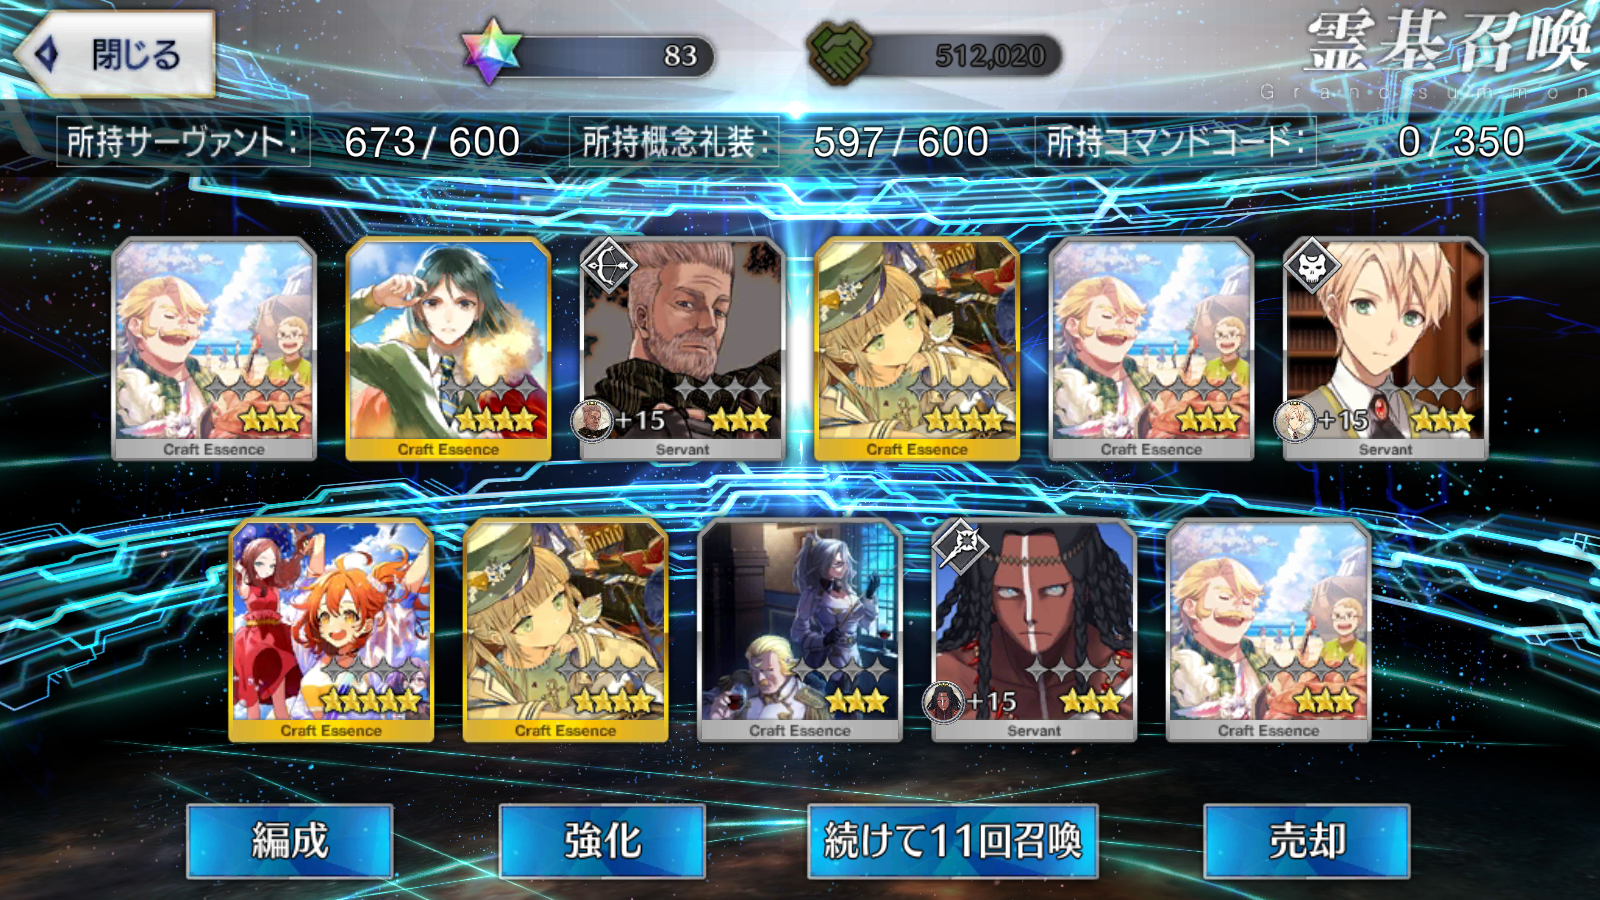 閉じる
83
512,020
霊基召喚
Grand summon
所持サーヴァント: 673 / 600 所持概念礼装: 597 / 600 所持コマンドコード: 0 / 350
Craft Essence
Craft Essence
+15
Servant
Craft Essence
Craft Essence
+15
Servant
Craft Essence
Craft Essence
Craft Essence
+15
Servant
Craft Essence
編成
強化
続けて11回召喚
売却